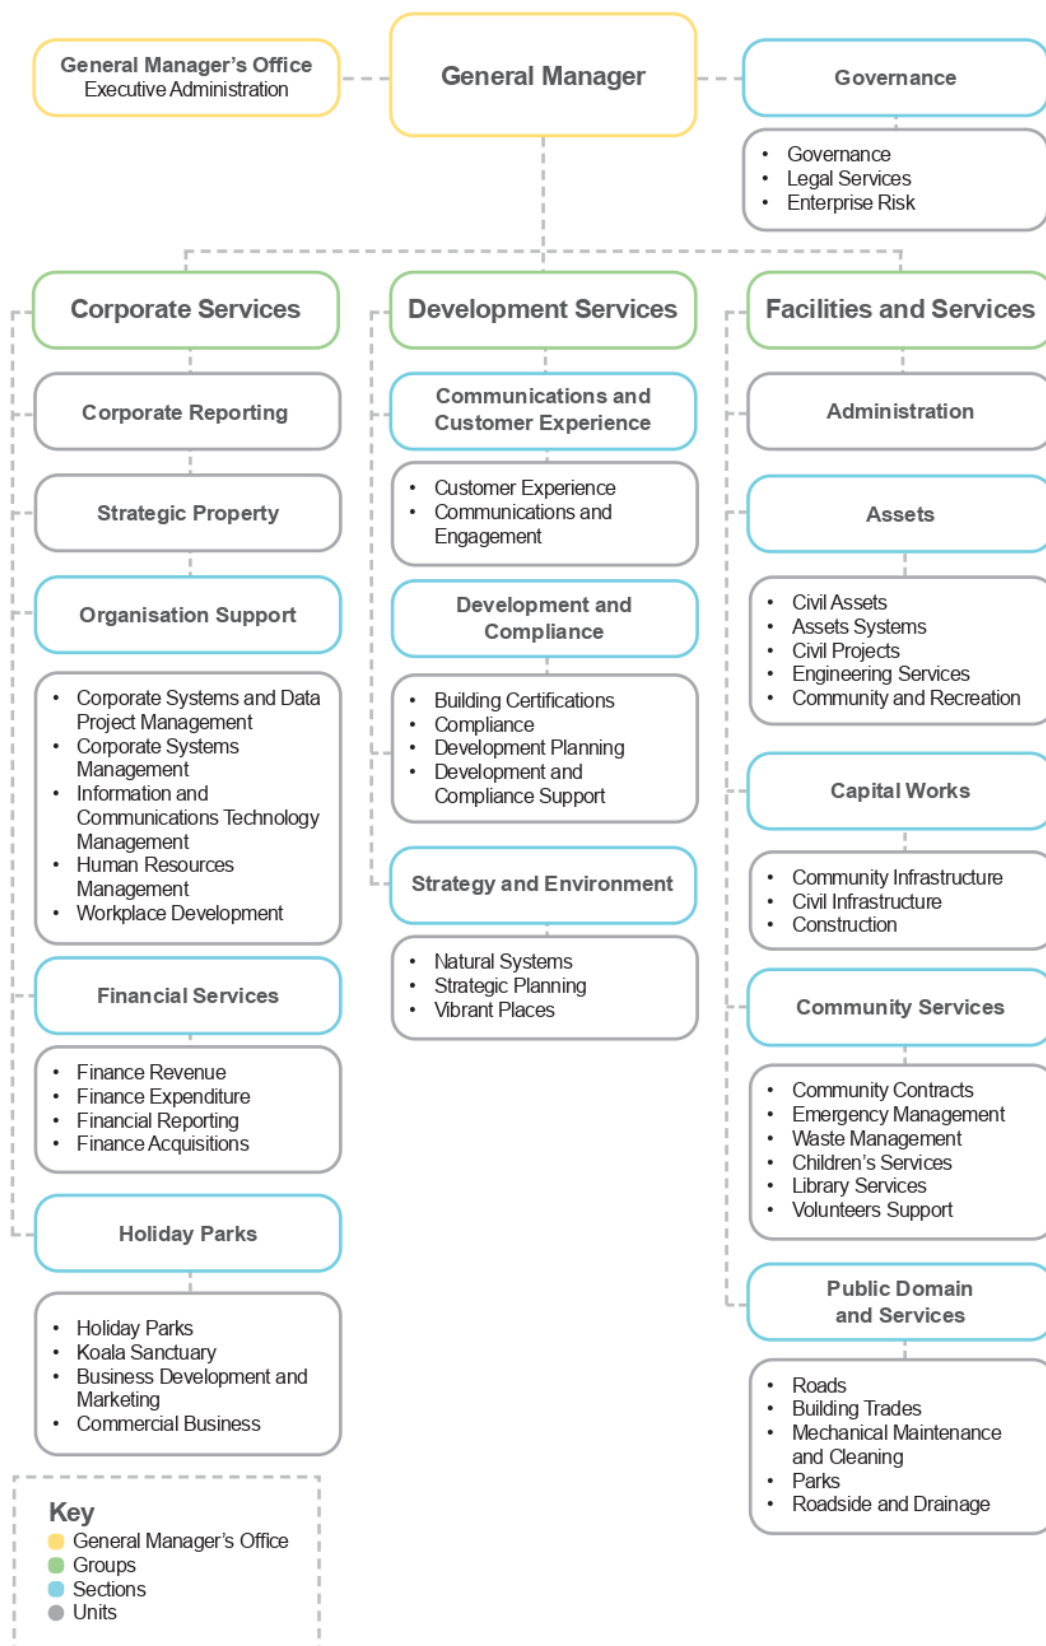 General Manager's Office
Executive Administration
General Manager
Governance
• Governance
• Legal Services
• Enterprise Risk
Corporate Services
Corporate Reporting
Strategic Property
Organisation Support
• Corporate Systems and Data
Project Management
• Corporate Systems
Management
• Information and
Communications Technology
Management
• Human Resources
Management
• Workplace Development
Financial Services
• Finance Revenue
• Finance Expenditure
• Financial Reporting
• Finance Acquisitions
Holiday Parks
• Holiday Parks
• Koala Sanctuary
• Business Development and
Marketing
• Commercial Business
Development Services
Communications and
Customer Experience
• Customer Experience
• Communications and
Engagement
Development and
Compliance
• Building Certifications
• Compliance
• Development Planning
• Development and
Compliance Support
Strategy and Environment
• Natural Systems
• Strategic Planning
• Vibrant Places
Facilities and Services
Administration
Assets
• Civil Assets
• Assets Systems
• Civil Projects
• Engineering Services
• Community and Recreation
Capital Works
• Community Infrastructure
• Civil Infrastructure
• Construction
Community Services
• Community Contracts
• Emergency Management
• Waste Management
• Children's Services
• Library Services
• Volunteers Support
Public Domain
and Services
• Roads
• Building Trades
• Mechanical Maintenance
and Cleaning
• Parks
• Roadside and Drainage
Key
General Manager's Office
Groups
Sections
Units